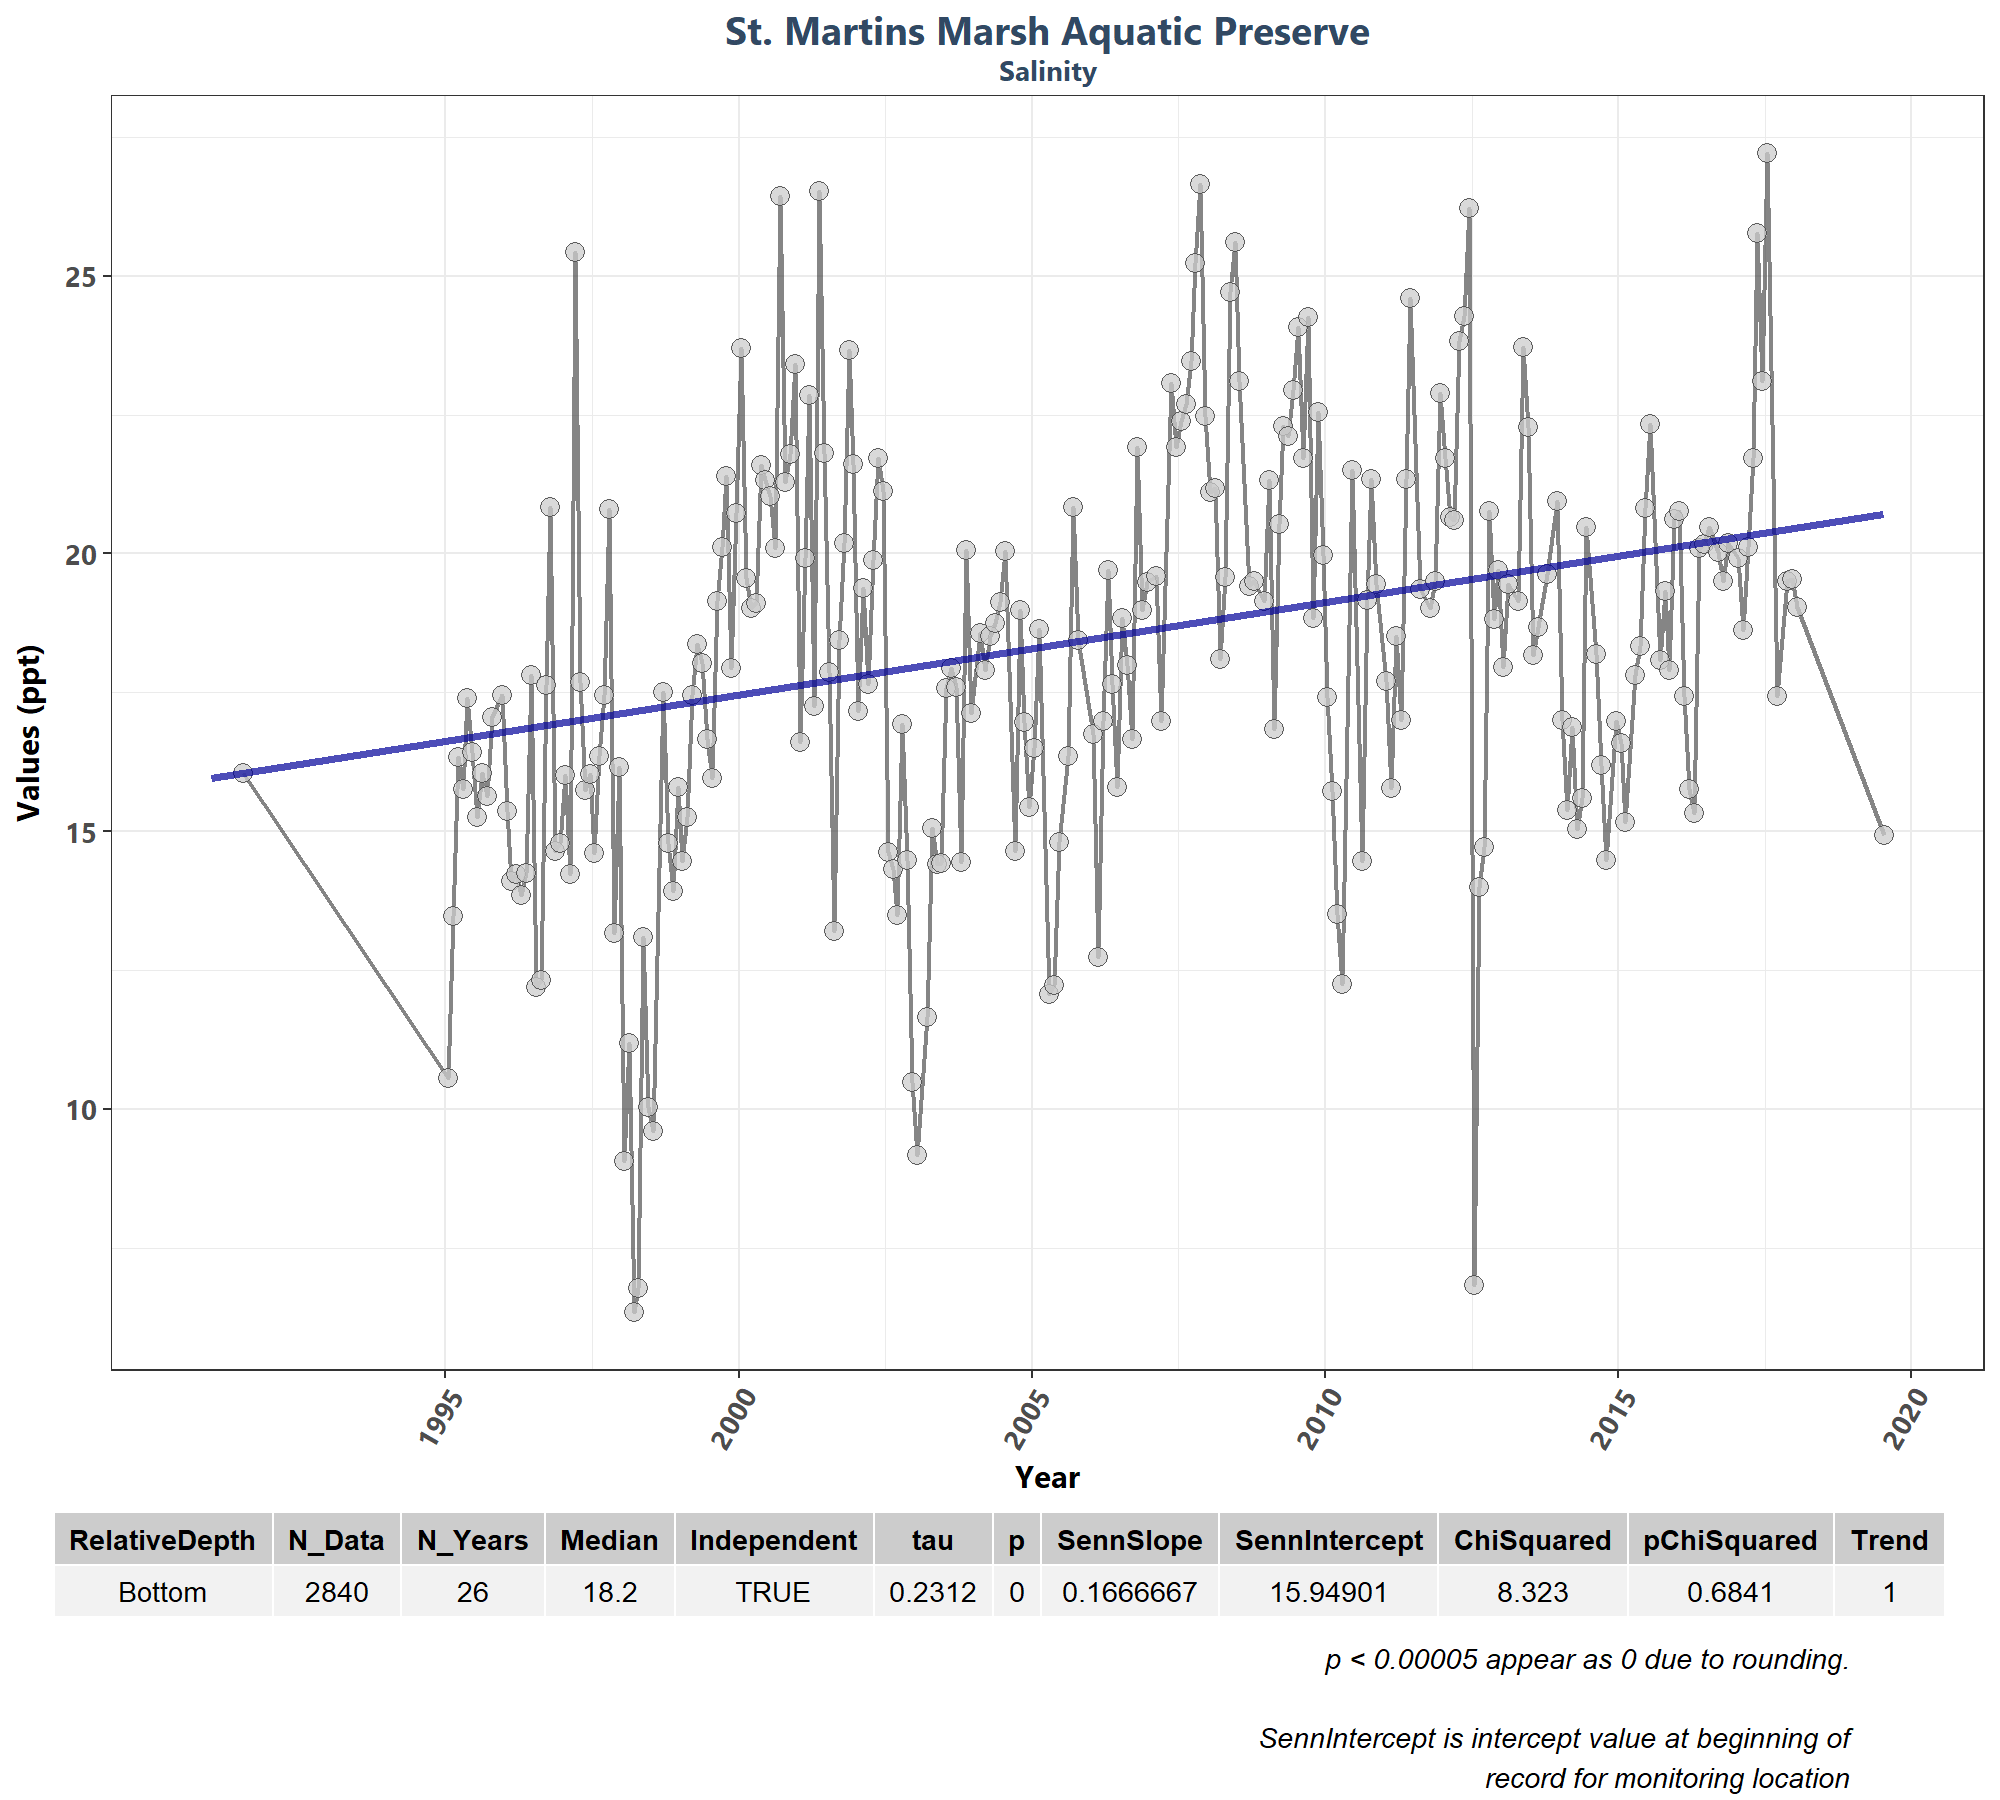 St. Martins Marsh Aquatic Preserve
Salinity
Values (ppt)
25
20
15
10
1995
2000
2005
2010
2015
2020
Year
RelativeDepth N_Data N_Years Median Independent tau p SennSlope SennIntercept ChiSquared pChiSquared Trend
Bottom 2840 26 18.2 TRUE 0.2312 0 0.1666667 15.94901 8.323 0.6841 1
p < 0.00005 appear as 0 due to rounding.
SennIntercept is intercept value at beginning of
record for monitoring location